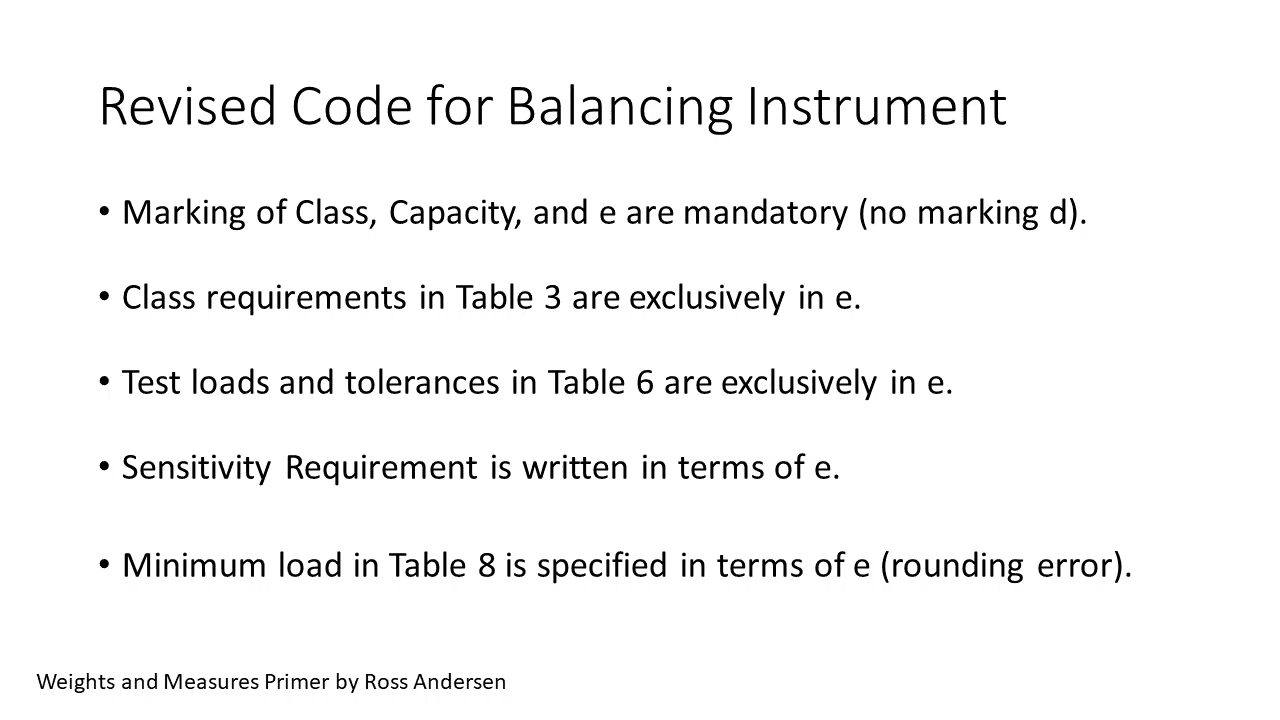 Revised Code for Balancing Instrument
• Marking of Class, Capacity, and e are mandatory (no marking d).
• Class requirements in Table 3 are exclusively in e.
• Test loads and tolerances in Table 6 are exclusively in e.
• Sensitivity Requirement is written in terms of e.
• Minimum load in Table 8 is specified in terms of e (rounding error).
Weights and Measures Primer by Ross Andersen